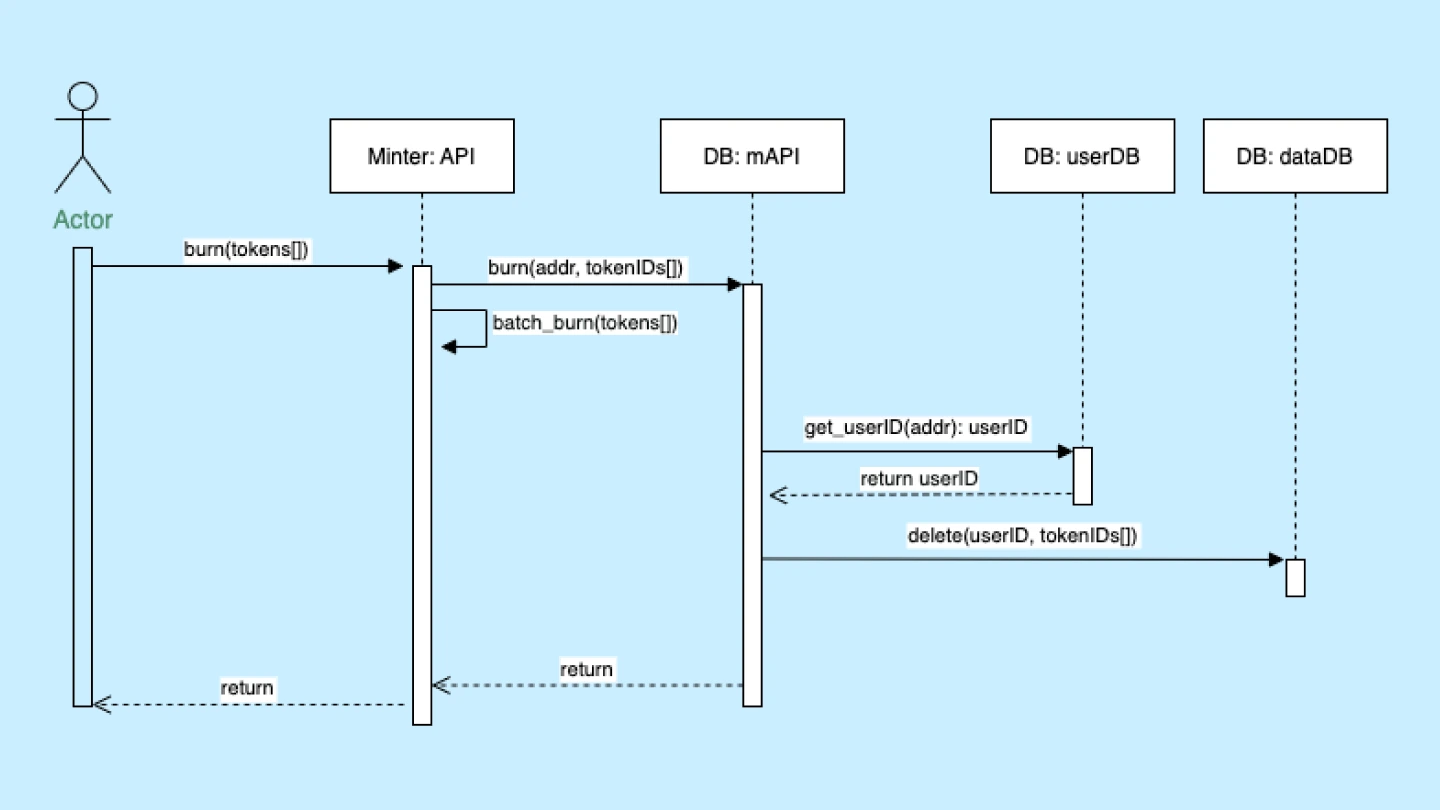 Minter: API
DB: mAPI
DB: userDB
DB: dataDB
Actor
burn(tokens[])
burn(addr, tokenIDs[])
batch_burn(tokens[])
get_userID(addr): userID
return userID
delete(userID, tokenIDs[])
return
return